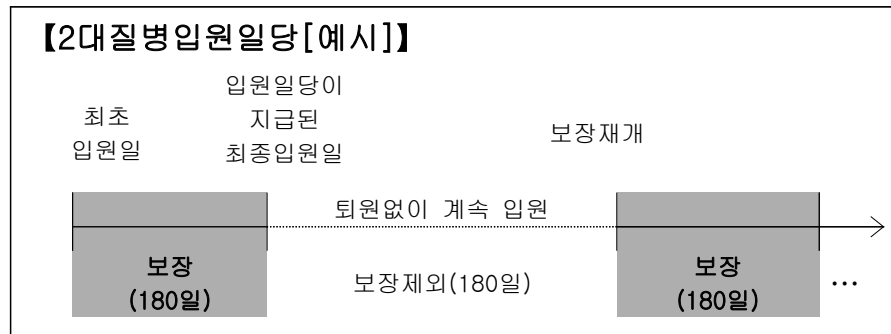 【2대질병입원일당[예시]】
최초
입원일
입원일당이
지급된
최종입원일
보장재개
퇴원없이 계속 입원
보장
(180일)
보장제외(180일)
보장
(180일)
…